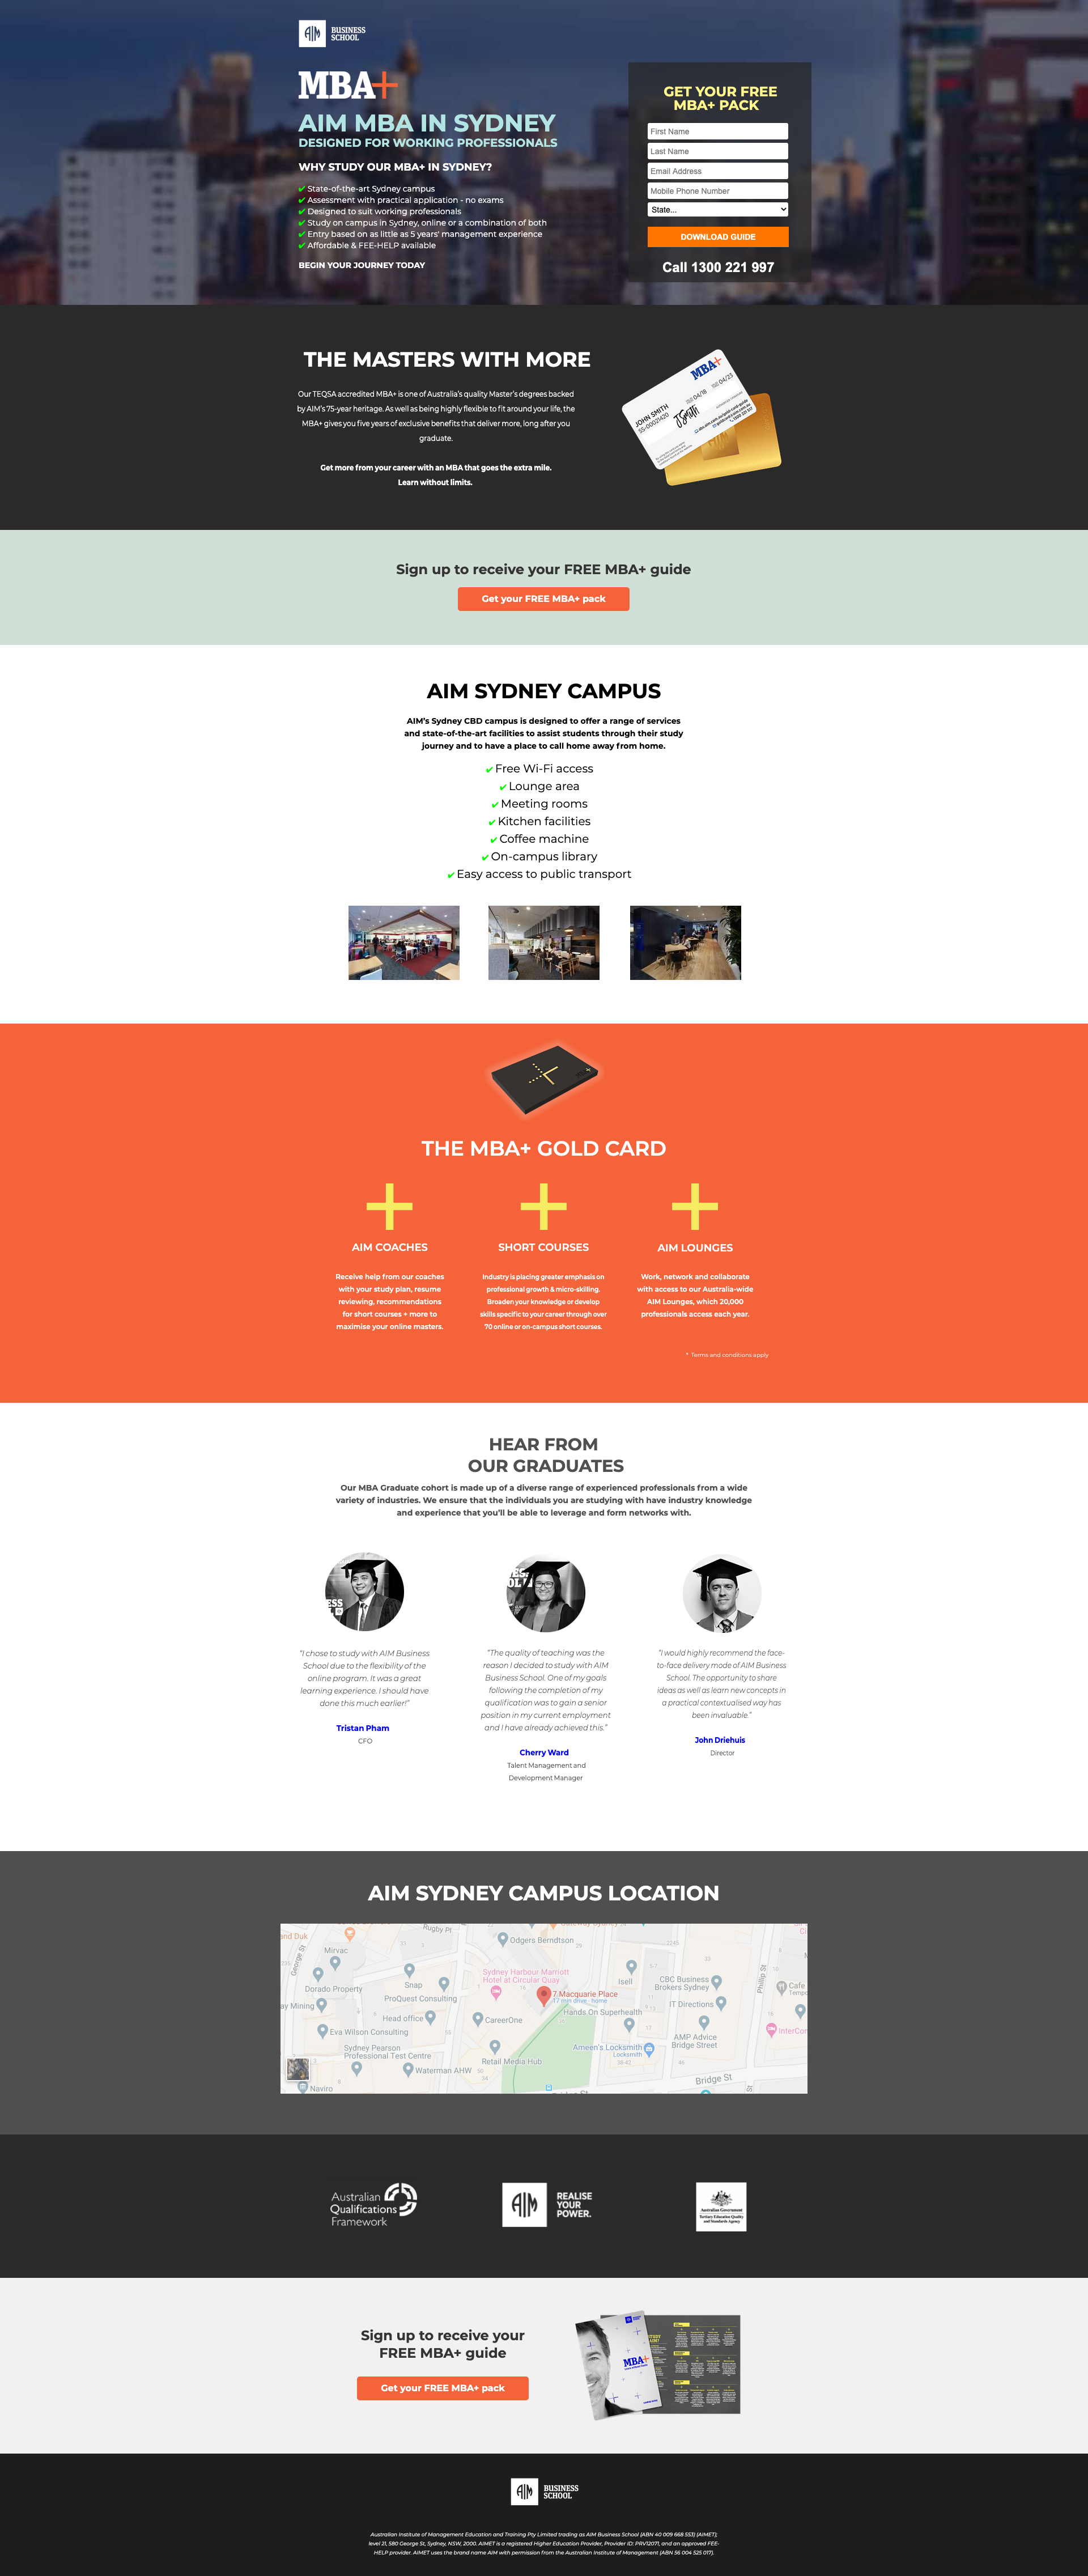 AIM BUSINESS
SCHOOL
MBA+
AIM MBA IN SYDNEY
DESIGNED FOR WORKING PROFESSIONALS
WHY STUDY OUR MBA+ IN SYDNEY?
✔ State-of-the-art Sydney campus
✔ Assessment with practical application - no exams
✔ Designed to suit working professionals
✔ Study on campus in Sydney, online or a combination of both
✔ Entry based on as little as 5 years' management experience
✔ Affordable & FEE-HELP available
BEGIN YOUR JOURNEY TODAY
GET YOUR FREE
MBA+ PACK
First Name
Last Name
Email Address
Mobile Phone Number
State...
DOWNLOAD GUIDE
Call 1300 221 997
THE MASTERS WITH MORE
Our TEQSA accredited MBA+ is one of Australia's quality Master's degrees backed
by AIM's 75-year heritage. As well as being highly flexible to fit around your life, the
MBA+ gives you five years of exclusive benefits that deliver more, long after you
graduate.
Get more from your career with an MBA that goes the extra mile.
Learn without limits.
MBA+
JOHN SMITH
04/18
04/23
JSmith
Sign up to receive your FREE MBA+ guide
Get your FREE MBA+ pack
AIM SYDNEY CAMPUS
AIM's Sydney CBD campus is designed to offer a range of services
and state-of-the-art facilities to assist students through their study
journey and to have a place to call home away from home.
✔ Free Wi-Fi access
✔ Lounge area
✔ Meeting rooms
✔ Kitchen facilities
✔ Coffee machine
✔ On-campus library
✔ Easy access to public transport
THE MBA+ GOLD CARD
AIM COACHES
Receive help from our coaches
with your study plan, resume
reviewing, recommendations
for short courses + more to
maximise your online masters.
SHORT COURSES
Industry is placing greater emphasis on
professional growth & micro-skilling.
Broaden your knowledge or develop
skills specific to your career through over
70 online or on-campus short courses.
AIM LOUNGES
Work, network and collaborate
with access to our Australia-wide
AIM Lounges, which 20,000
professionals access each year.
* Terms and conditions apply
HEAR FROM
OUR GRADUATES
Our MBA Graduate cohort is made up of a diverse range of experienced professionals from a wide
variety of industries. We ensure that the individuals you are studying with have industry knowledge
and experience that you'll be able to leverage and form networks with.
"I chose to study with AIM Business
School due to the flexibility of the
online program. It was a great
learning experience. I should have
done this much earlier!"
Tristan Pham
CFO
"The quality of teaching was the
reason I decided to study with AIM
Business School. One of my goals
following the completion of my
qualification was to gain a senior
position in my current employment
and I have already achieved this."
Cherry Ward
Talent Management and
Development Manager
"I would highly recommend the face-
to-face delivery mode of AIM Business
School. The opportunity to share
ideas as well as learn new concepts in
a practical contextualised way has
been invaluable."
John Driehuis
Director
AIM SYDNEY CAMPUS LOCATION
and Duk
Rugby Pl
Odgers Berndtson
29
33
George St
Mirvac
Dorado Property
Snap
ProQuest Consulting
Sydney Harbour Marriott
Hotel at Circular Quay
7 Macquarie Place
17 min drive - home
Isell
CBC Business
Brokers Sydney
Phillip St
Cafe
ay Mining
Head office
CareerOne
Hands On Superhealth
IT Directions
InterCon
Eva Wilson Consulting
Sydney Pearson
Professional Test Centre
Ameen's Locksmith
Locksmith
AMP Advice
Bridge Street
Retail Media Hub
Waterman AHW
Bridge St
Naviro
Australian
Qualifications
Framework
AIM REALISE
YOUR
POWER.
Australian Government
Tertiary Education Quality
and Standards Agency
Sign up to receive your
FREE MBA+ guide
Get your FREE MBA+ pack
MBA+
AIM BUSINESS
SCHOOL
Australian Institute of Management Education and Training Pty Limited trading as AIM Business School (ABN 40 009 668 553) (AIMET);
level 21, 580 George St, Sydney, NSW, 2000. AIMET is a registered Higher Education Provider, Provider ID: PRV12071, and an approved FEE-
HELP provider. AIMET uses the brand name AIM with permission from the Australian Institute of Management (ABN 56 004 525 017).